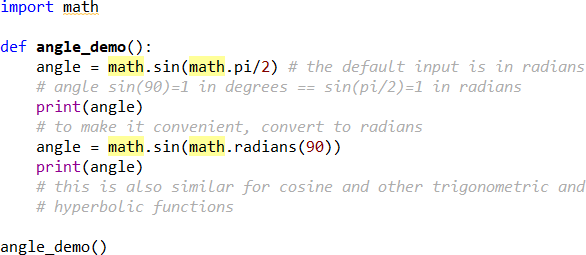 import math
def angle_demo():
    angle = math.sin(math.pi/2) # the default input is in radians
    # angle sin(90)=1 in degrees == sin(pi/2)=1 in radians
    print(angle)
    # to make it convenient, convert to radians
    angle = math.sin(math.radians(90))
    print(angle)
    # this is also similar for cosine and other trigonometric and
    # hyperbolic functions
angle_demo()